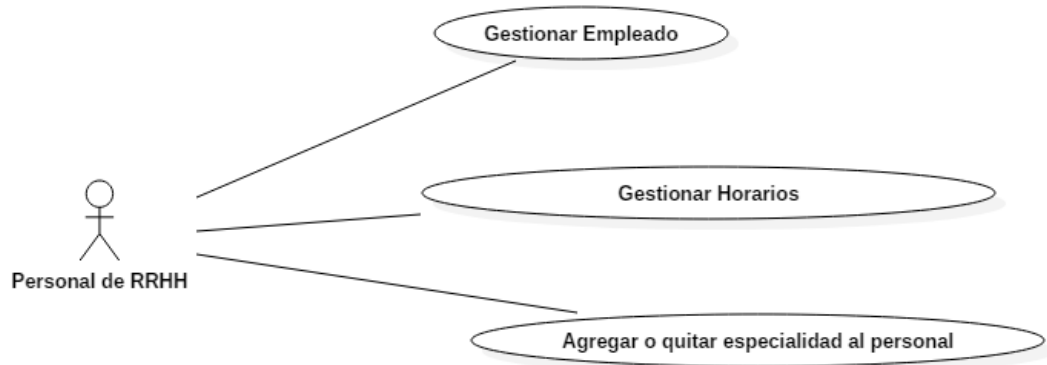 Gestionar Empleado
Gestionar Horarios
Personal de RRHH
Agregar o quitar especialidad al personal